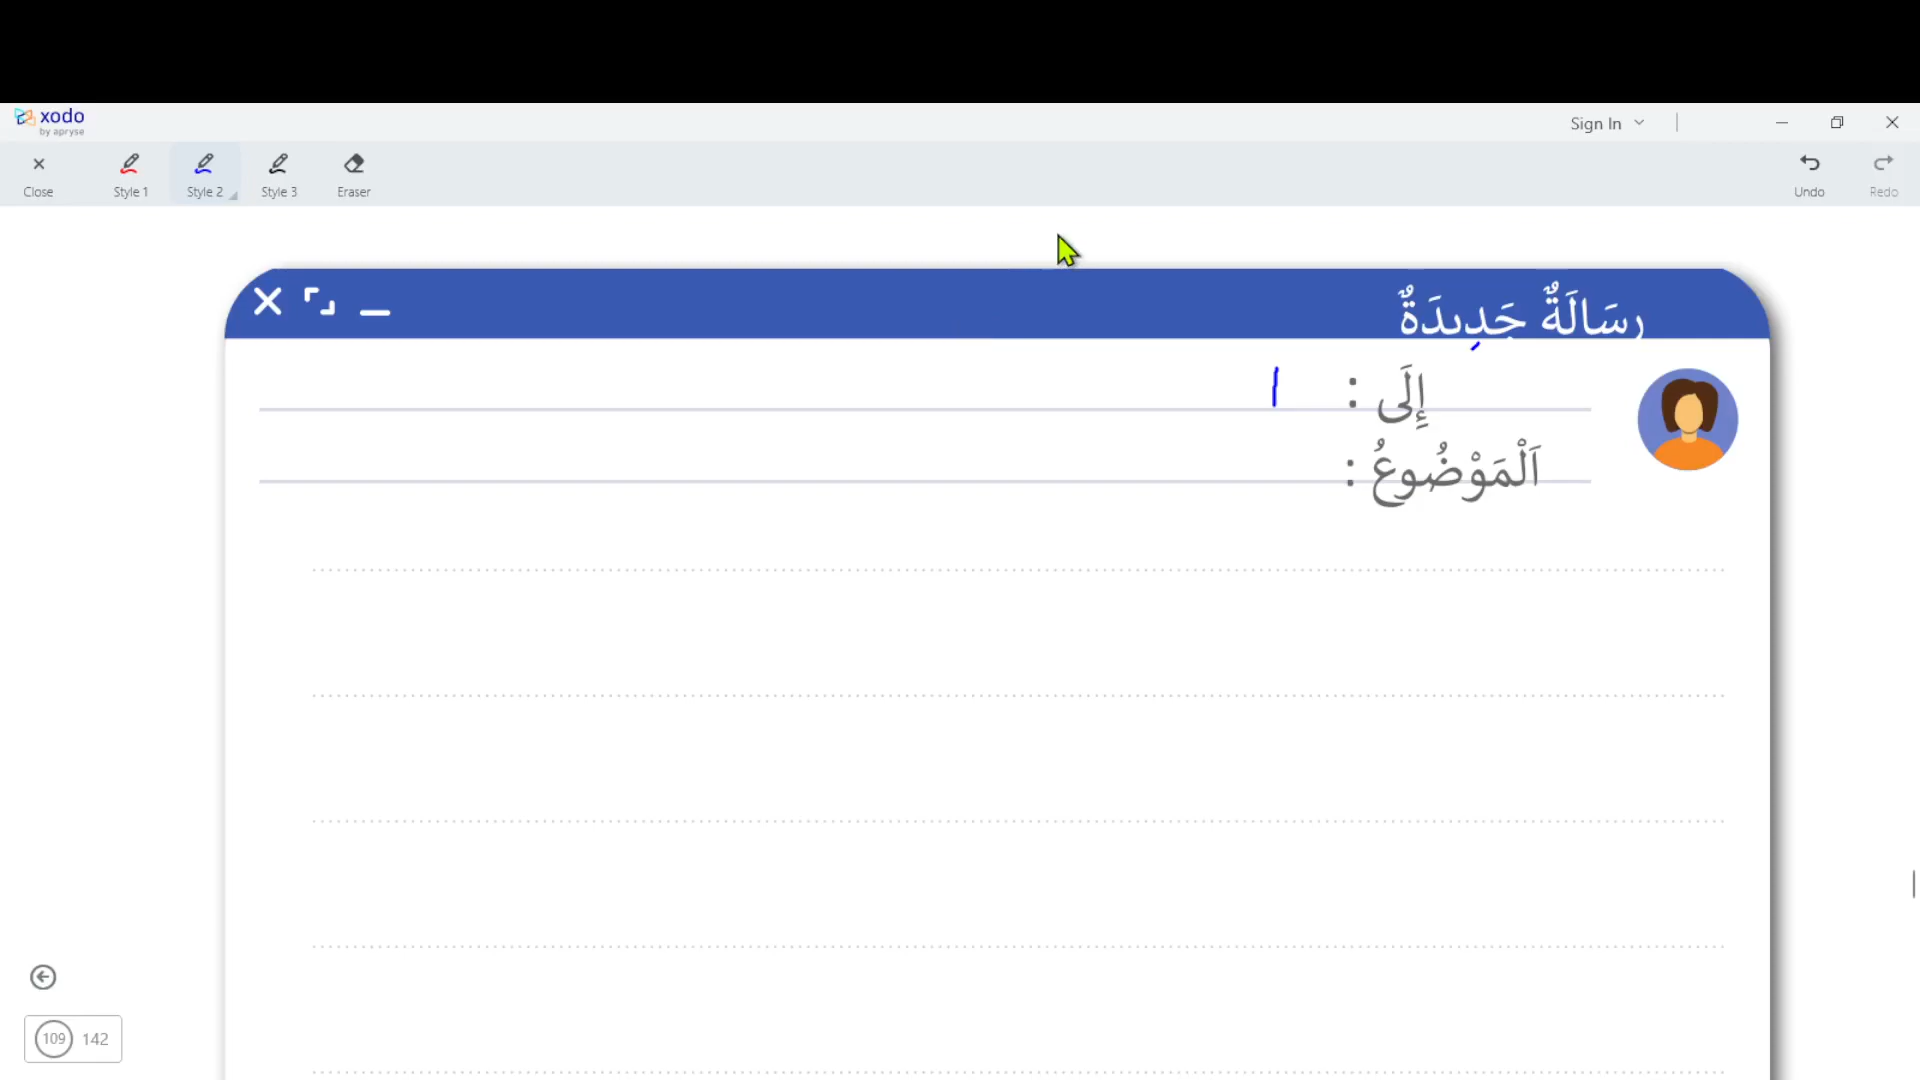 xodo
by apryse
Sign In
Close
Style 1
Style 2
Style 3
Eraser
Undo
Redo
رِسَالَةٌ جَدِيدَةٌ
إِلَى :
ا
اَلْمَوْضُوعُ :
109 142